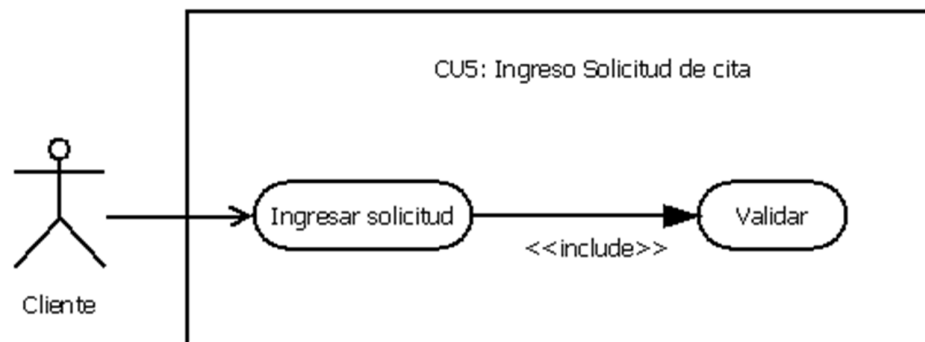 CU5: Ingreso Solicitud de cita
Ingresar solicitud
Validar
<<include>>
Cliente